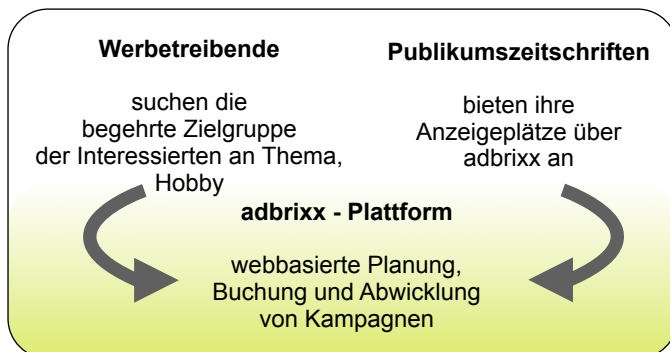 Werbetreibende
suchen die
begehrte Zielgruppe
der Interessierten an Thema,
Hobby
Publikumszeitschriften
bieten ihre
Anzeigeplätze über
adbrixx an
adbrixx - Plattform
webbasierte Planung,
Buchung und Abwicklung
von Kampagnen